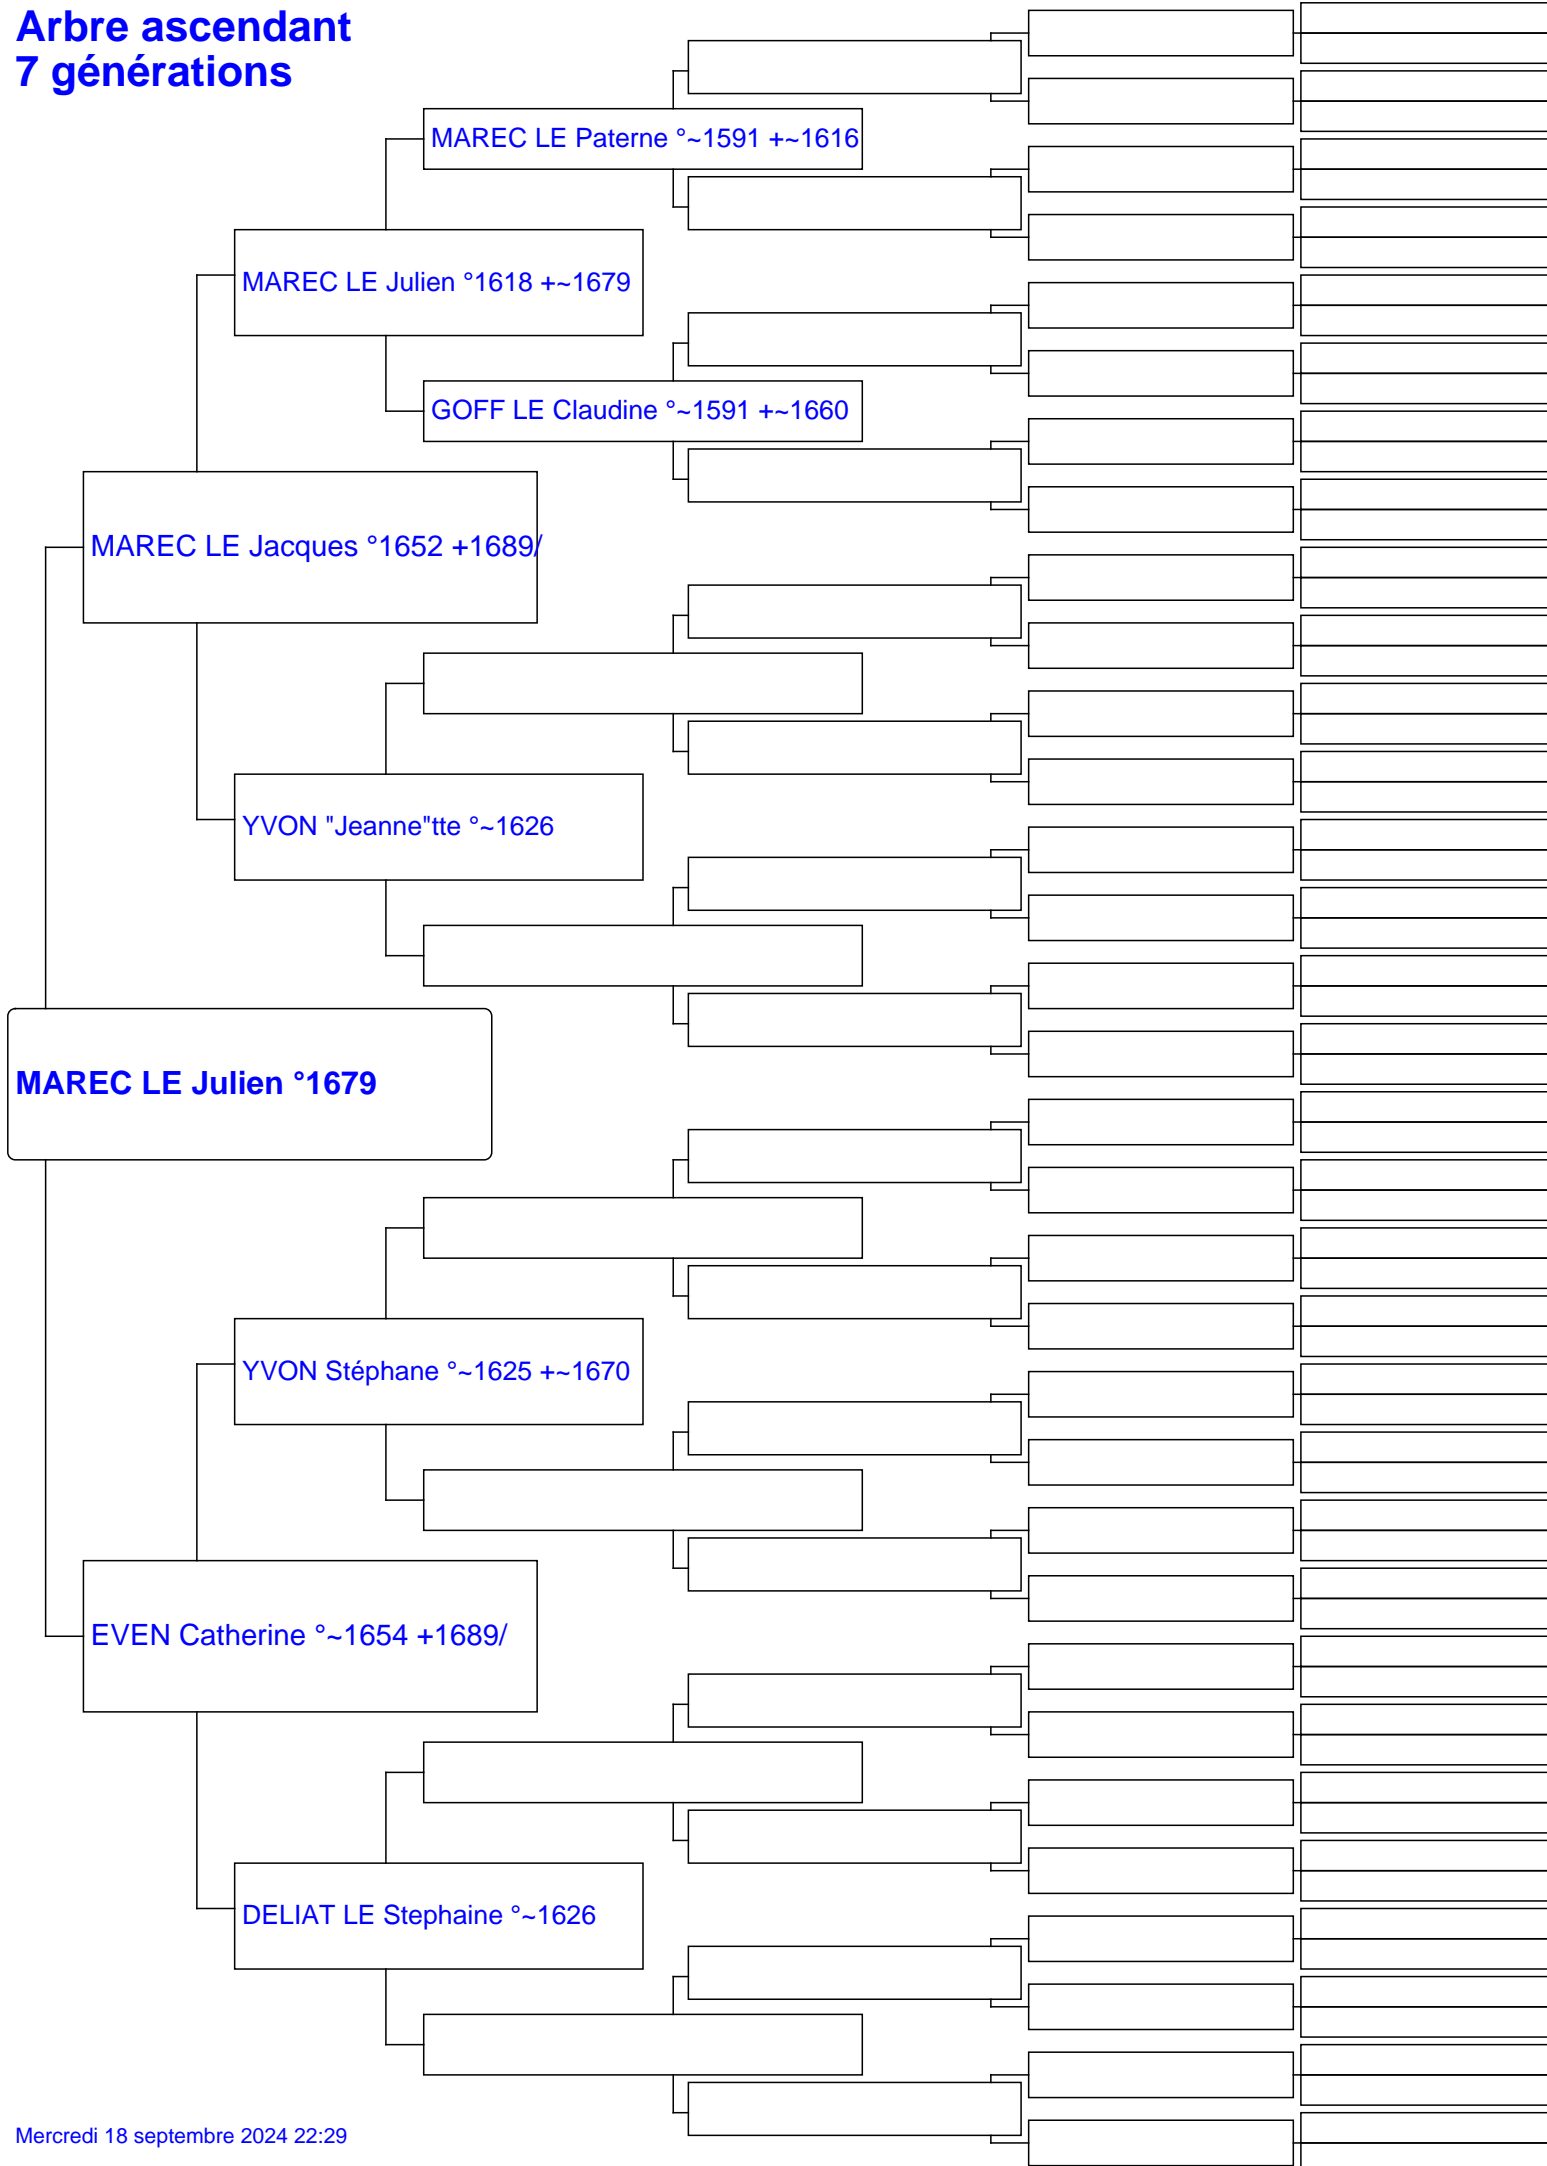 Arbre ascendant
7 générations
MAREC LE Paterne °~1591 +~1616
MAREC LE Julien °1618 +~1679
GOFF LE Claudine °~1591 +~1660
MAREC LE Jacques °1652 +1689/
YVON "Jeanne"tte °~1626
MAREC LE Julien °1679
YVON Stéphane °~1625 +~1670
EVEN Catherine °~1654 +1689/
DELIAT LE Stephaine °~1626
Mercredi 18 septembre 2024 22:29